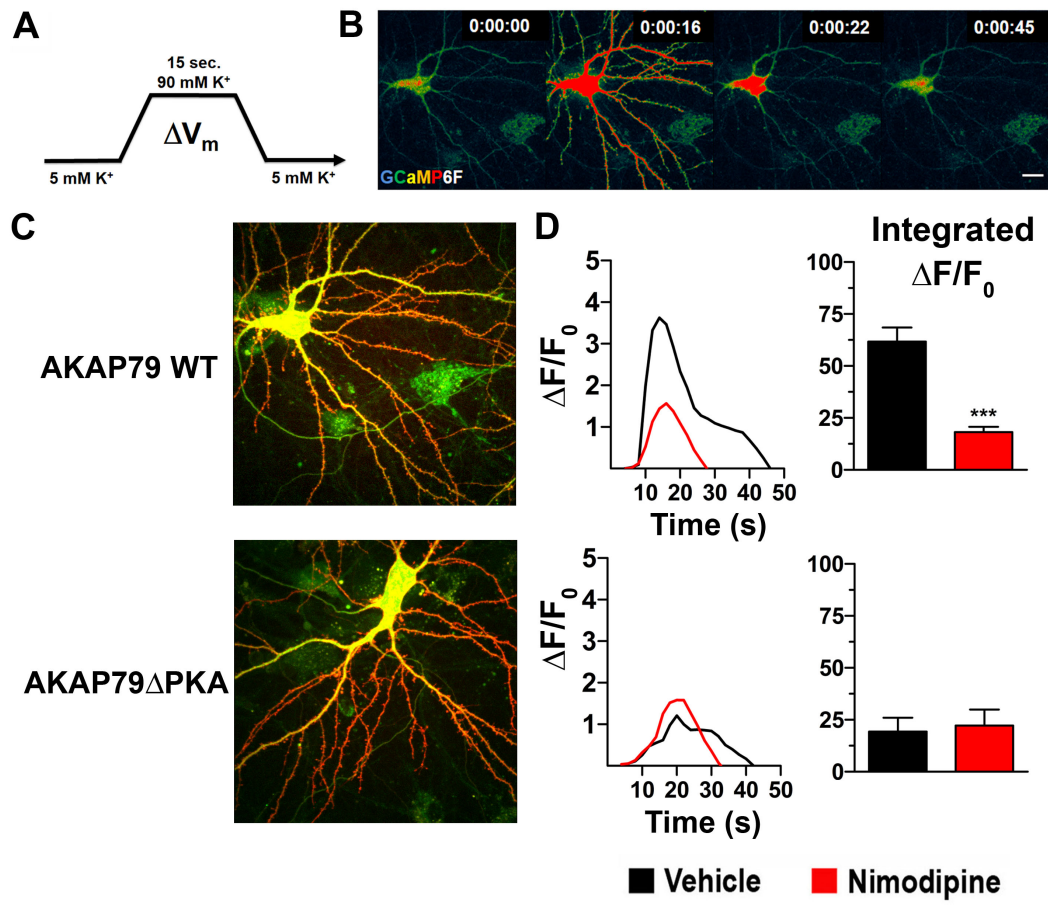 A
15 sec.
90 mM K⁺
ΔVm
5 mM K⁺
5 mM K⁺
B
0:00:00
0:00:16
0:00:22
0:00:45
GCaMP6F
C
AKAP79 WT
AKAP79ΔPKA
D
Integrated
ΔF/F0
5
4
3
2
1
ΔF/F0
10 20 30 40 50
Time (s)
100
75
50
25
0
***
5
4
3
2
1
ΔF/F0
10 20 30 40 50
Time (s)
100
75
50
25
0
Vehicle
Nimodipine